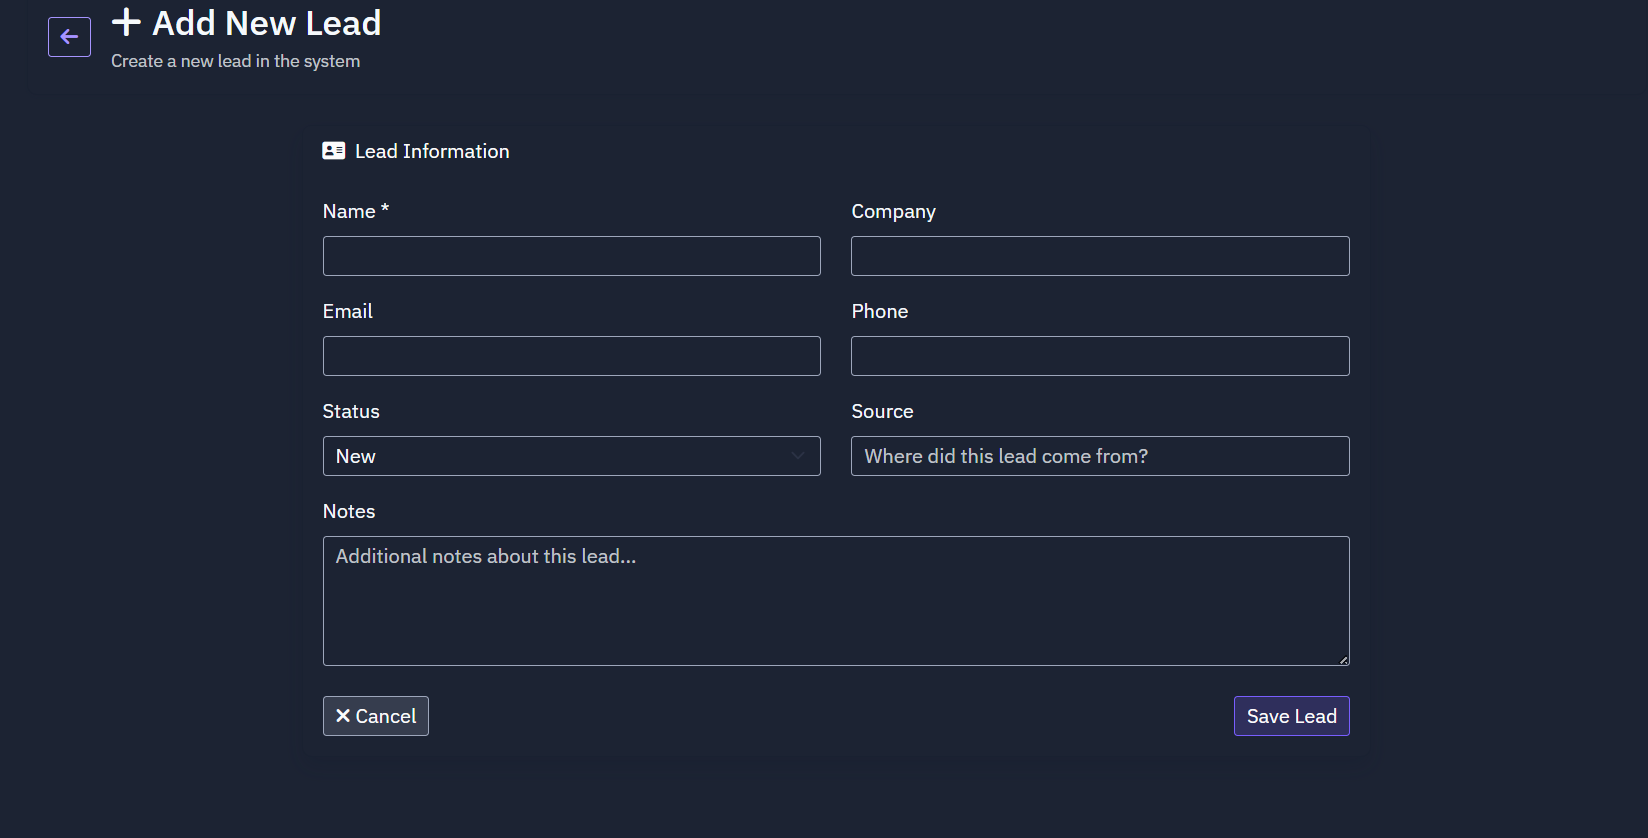 Add New Lead
Create a new lead in the system
Lead Information
Name *
Company
Email
Phone
Status
Source
New
Where did this lead come from?
Notes
Additional notes about this lead...
Cancel
Save Lead